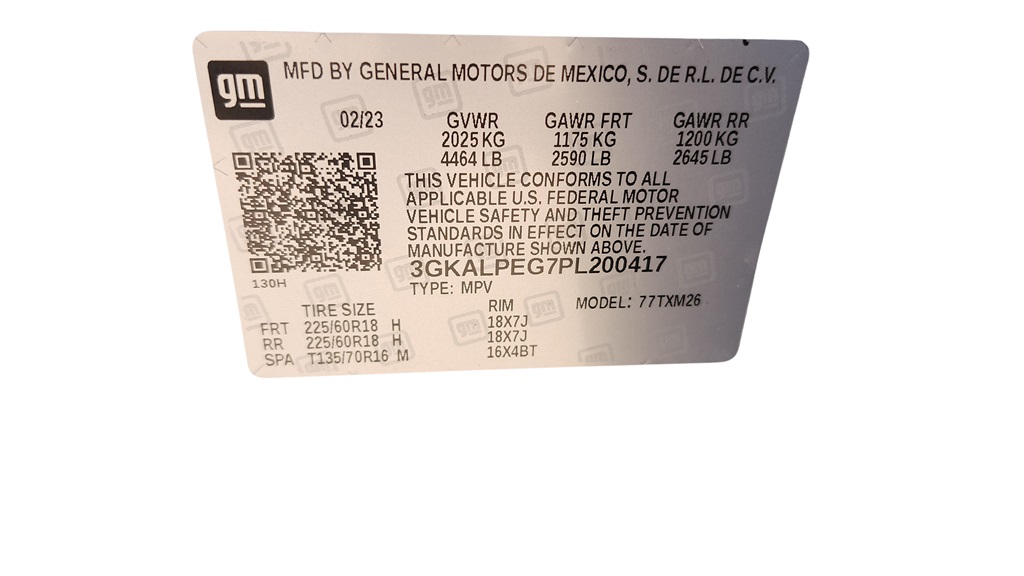 gm
MFD BY GENERAL MOTORS DE MEXICO, S. DE R.L. DE C.V.
02/23 GVWR GAWR FRT GAWR RR
2025 KG 1175 KG 1200 KG
4464 LB 2590 LB 2645 LB
THIS VEHICLE CONFORMS TO ALL
APPLICABLE U.S. FEDERAL MOTOR
VEHICLE SAFETY AND THEFT PREVENTION
STANDARDS IN EFFECT ON THE DATE OF
MANUFACTURE SHOWN ABOVE.
3GKALPEG7PL200417
130H
TYPE: MPV
TIRE SIZE RIM MODEL: 77TXM26
FRT 225/60R18 H 18X7J
RR 225/60R18 H 18X7J
SPA T135/70R16 M 16X4BT